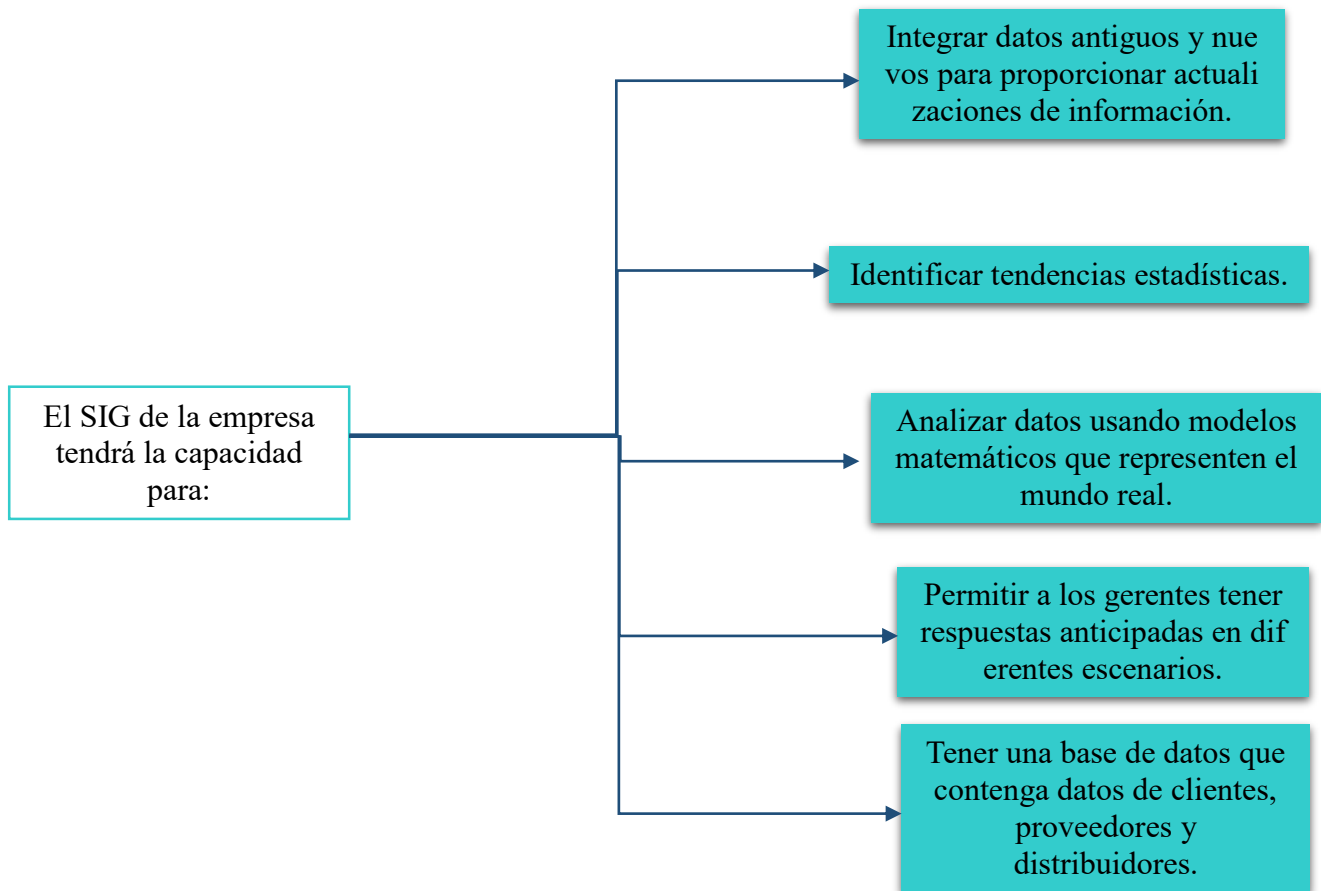 Integrar datos antiguos y nue
vos para proporcionar actuali
zaciones de información.
Identificar tendencias estadísticas.
El SIG de la empresa
tendrá la capacidad
para:
Analizar datos usando modelos
matemáticos que representen el
mundo real.
Permitir a los gerentes tener
respuestas anticipadas en dif
erentes escenarios.
Tener una base de datos que
contenga datos de clientes,
proveedores y
distribuidores.